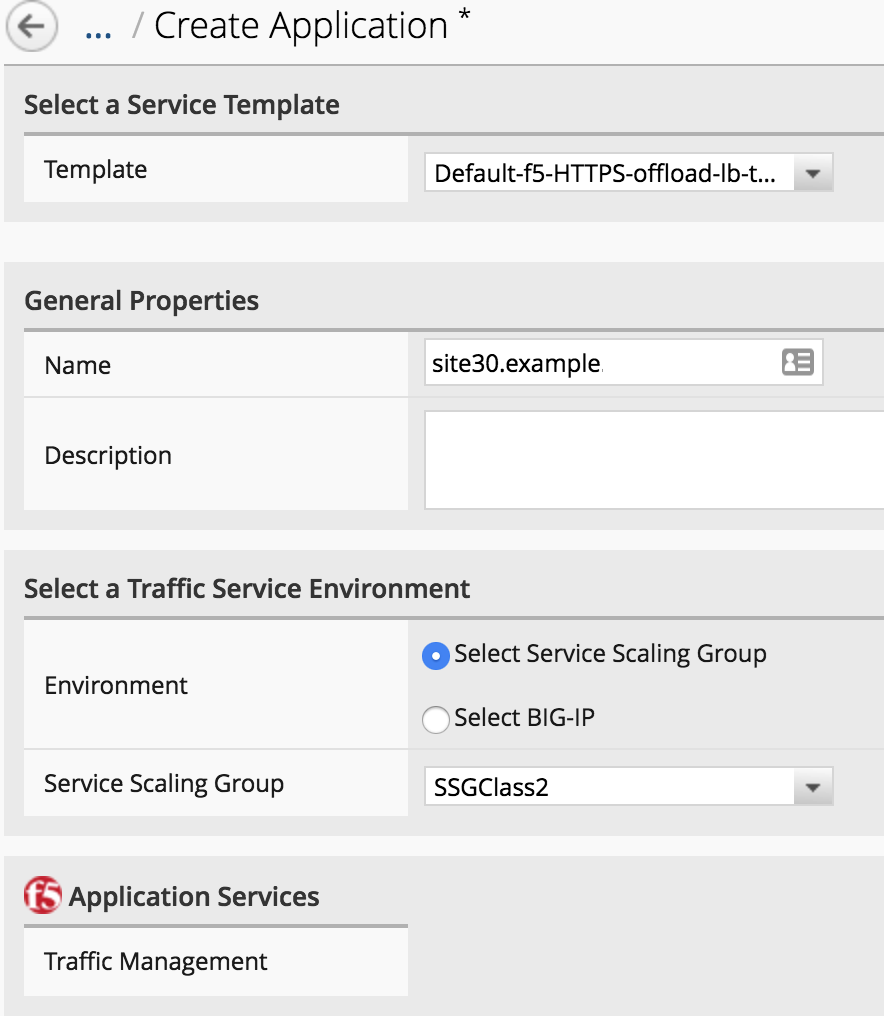 ... / Create Application *
Select a Service Template
Template
Default-f5-HTTPS-offload-lb-t...
General Properties
Name
site30.example.
Description
Select a Traffic Service Environment
Environment
Select Service Scaling Group
Select BIG-IP
Service Scaling Group
SSGClass2
f5 Application Services
Traffic Management